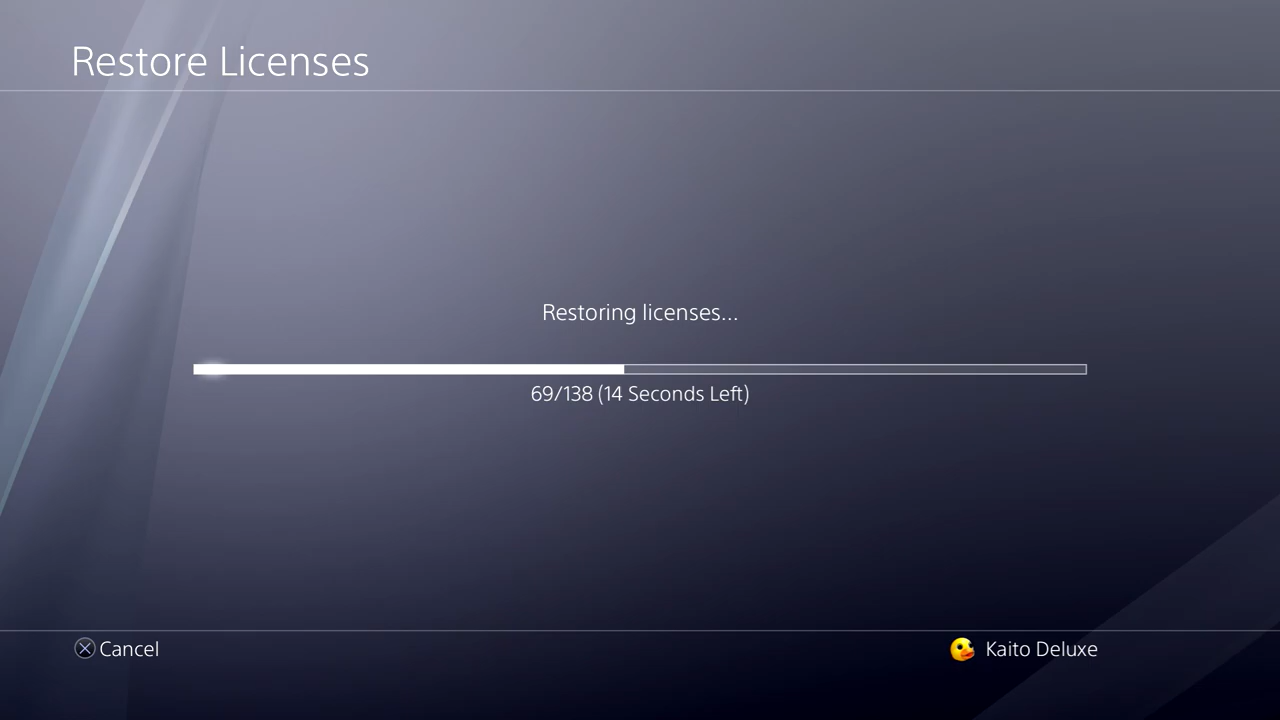 Restore Licenses
Restoring licenses...
69/138 (14 Seconds Left)
Cancel
Kaito Deluxe